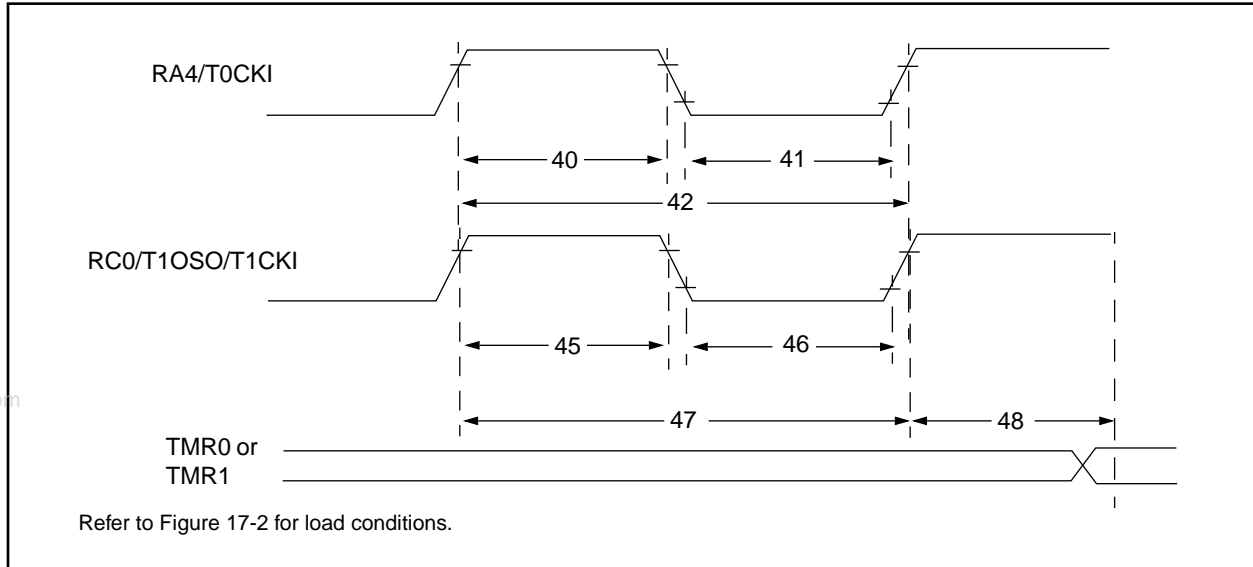 RA4/T0CKI
40
41
42
RC0/T1OSO/T1CKI
45
46
47
48
om
TMR0 or
TMR1
Refer to Figure 17-2 for load conditions.